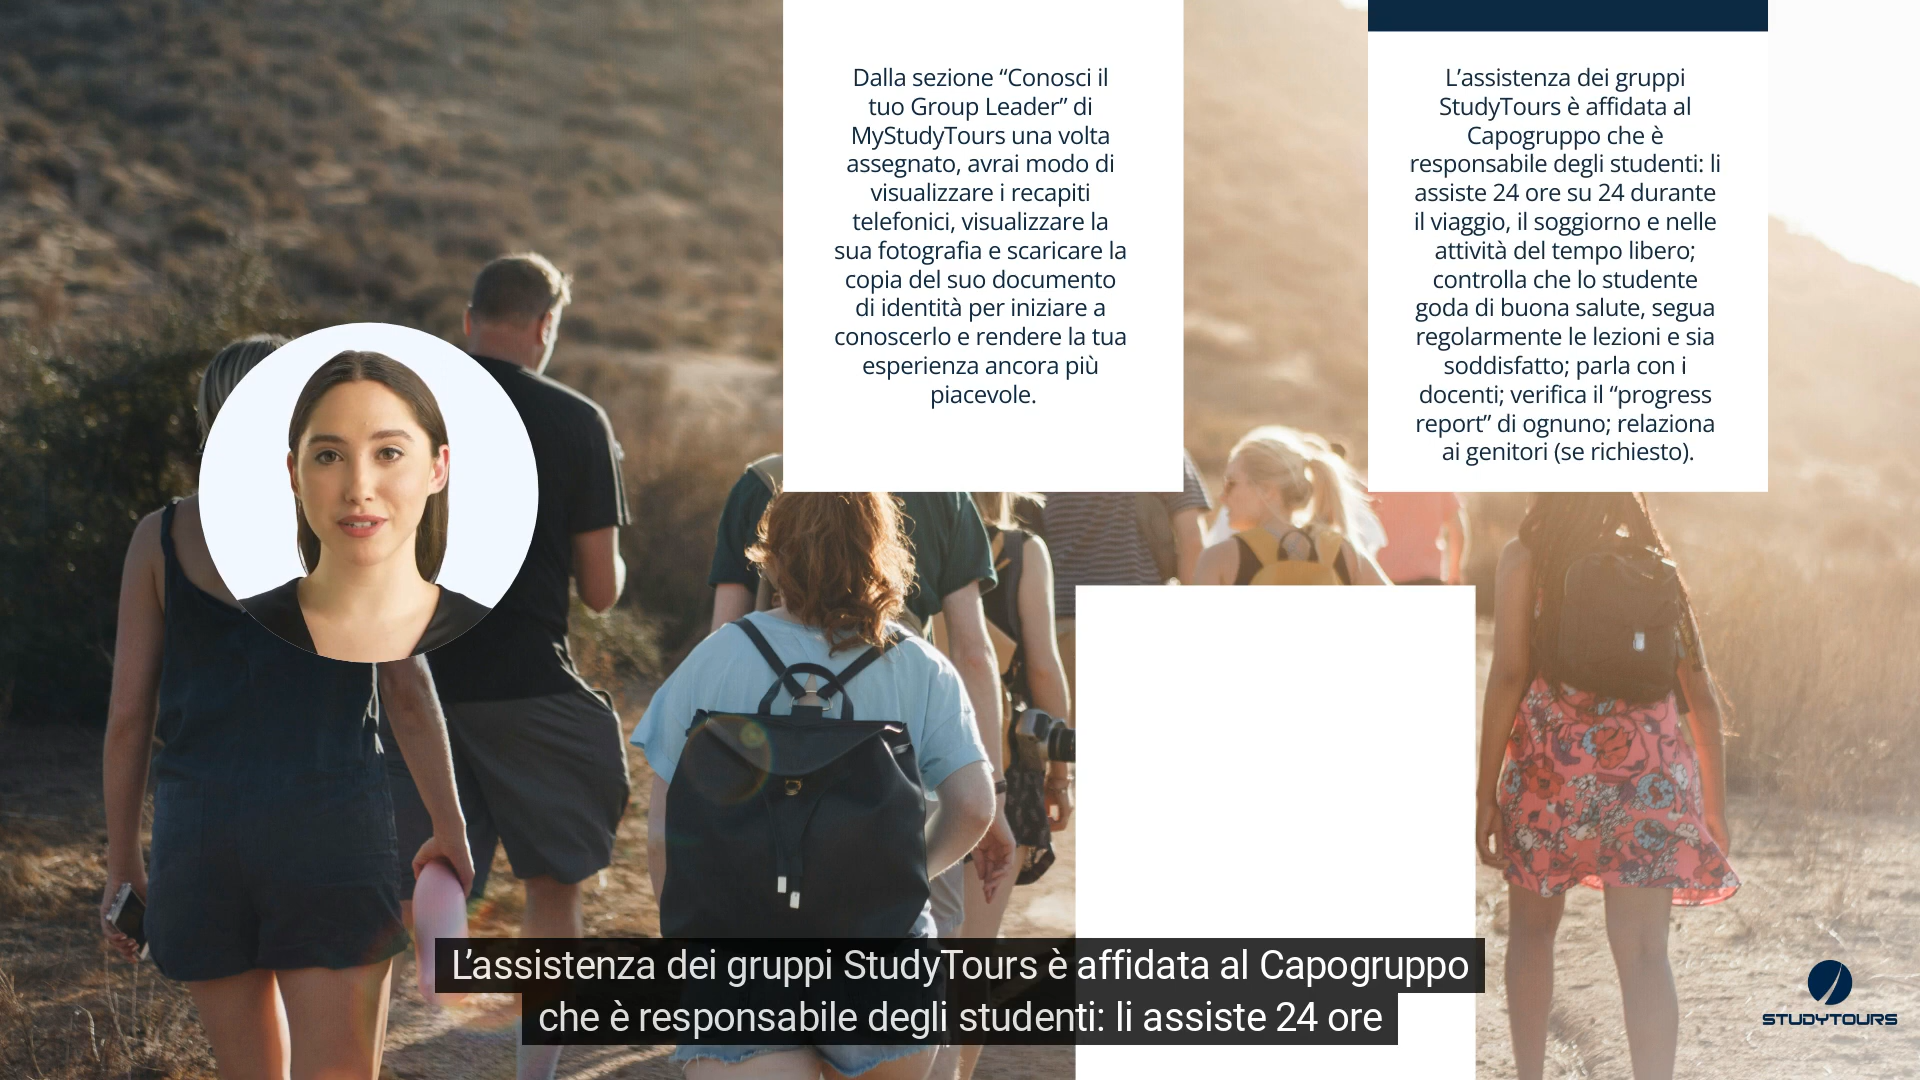 Dalla sezione “Conosci il
tuo Group Leader” di
MyStudyTours una volta
assegnato, avrai modo di
visualizzare i recapiti
telefonici, visualizzare la
sua fotografia e scaricare la
copia del suo documento
di identità per iniziare a
conoscerlo e rendere la tua
esperienza ancora più
piacevole.
L’assistenza dei gruppi
StudyTours è affidata al
Capogruppo che è
responsabile degli studenti: li
assiste 24 ore su 24 durante
il viaggio, il soggiorno e nelle
attività del tempo libero;
controlla che lo studente
goda di buona salute, segua
regolarmente le lezioni e sia
soddisfatto; parla con i
docenti; verifica il “progress
report” di ognuno; relaziona
ai genitori (se richiesto).
L’assistenza dei gruppi StudyTours è affidata al Capogruppo
che è responsabile degli studenti: li assiste 24 ore
STUDYTOURS